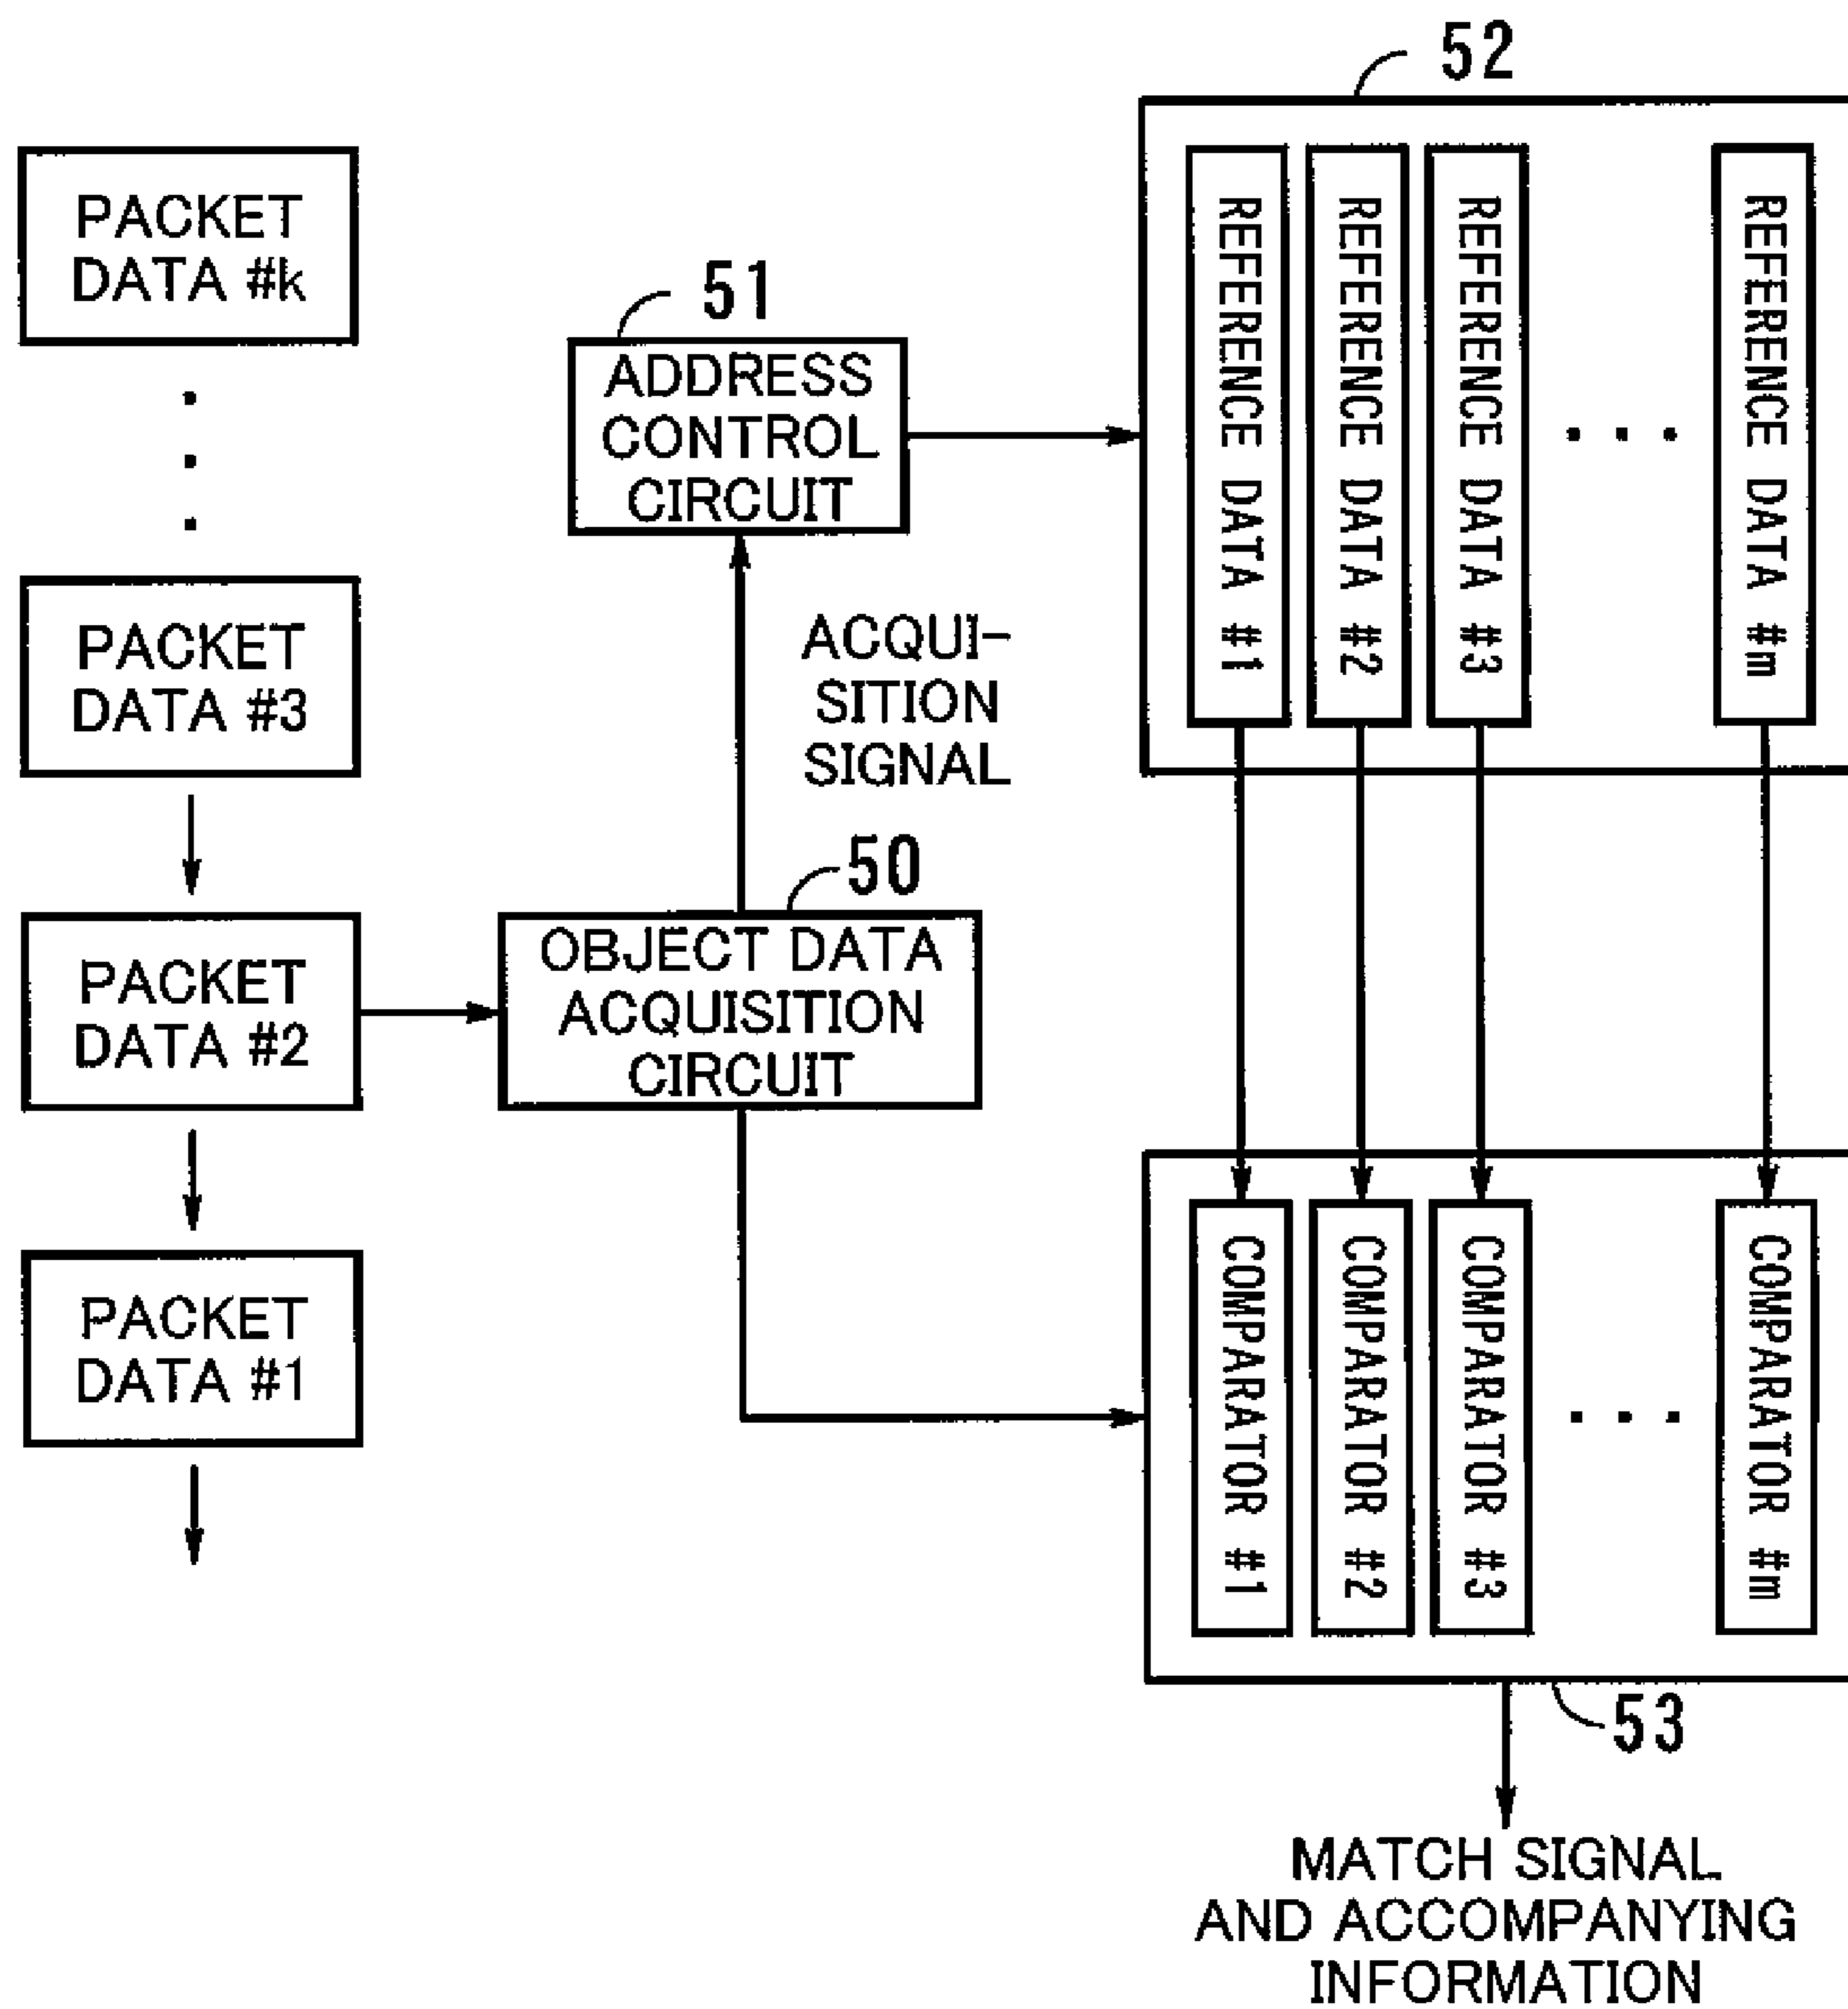 52
PACKET
DATA #k
51
ADDRESS
CONTROL
CIRCUIT
REFERENCE DATA #1
REFERENCE DATA #2
REFERENCE DATA #3
. . .
REFERENCE DATA #m
PACKET
DATA #3
ACQUI-
SITION
SIGNAL
50
PACKET
DATA #2
OBJECT DATA
ACQUISITION
CIRCUIT
PACKET
DATA #1
COMPARATOR #1
COMPARATOR #2
COMPARATOR #3
. . .
COMPARATOR #m
53
MATCH SIGNAL
AND ACCOMPANYING
INFORMATION